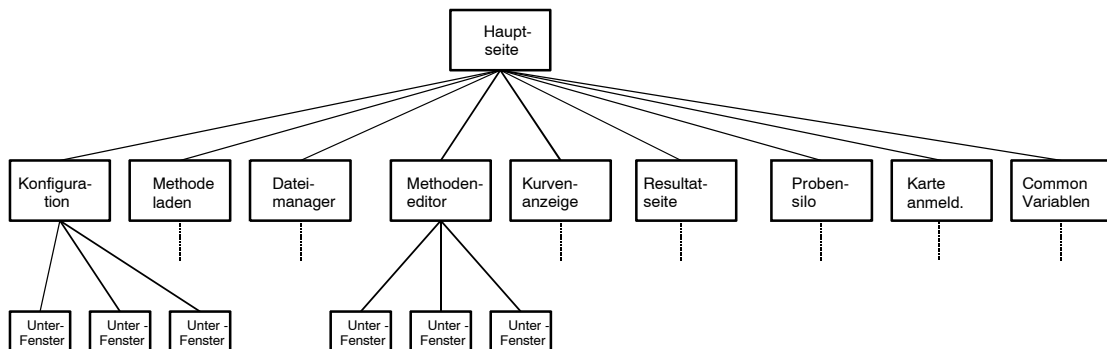 Haupt-
seite
Konfigura-
tion
Methode
laden
Datei-
manager
Methoden-
editor
Kurven-
anzeige
Resultat-
seite
Proben-
silo
Karte
anmeld.
Common
Variablen
Unter-
Fenster
Unter -
Fenster
Unter -
Fenster
Unter -
Fenster
Unter -
Fenster
Unter -
Fenster